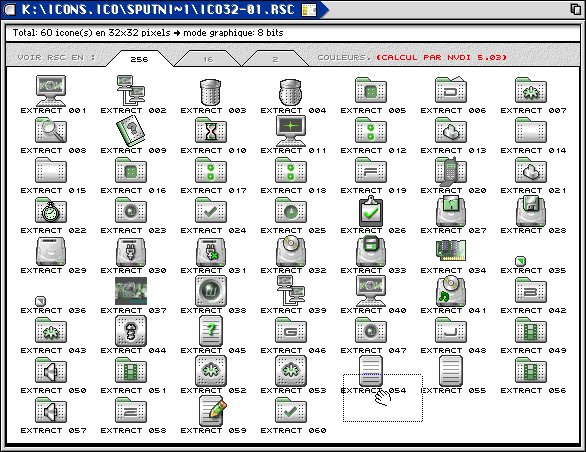 K:\ICONS.ICO\SPUTNI~1\ICO32-01.RSC
Total: 60 icone(s) en 32x32 pixels → mode graphique: 8 bits
VOIR RSC EN : 256 16 2 COULEURS. (CALCUL PAR NVDI 5.03)
EXTRACT 001 EXTRACT 002 EXTRACT 003 EXTRACT 004 EXTRACT 005 EXTRACT 006 EXTRACT 007
EXTRACT 008 EXTRACT 009 EXTRACT 010 EXTRACT 011 EXTRACT 012 EXTRACT 013 EXTRACT 014
EXTRACT 015 EXTRACT 016 EXTRACT 017 EXTRACT 018 EXTRACT 019 EXTRACT 020 EXTRACT 021
EXTRACT 022 EXTRACT 023 EXTRACT 024 EXTRACT 025 EXTRACT 026 EXTRACT 027 EXTRACT 028
EXTRACT 029 EXTRACT 030 EXTRACT 031 EXTRACT 032 EXTRACT 033 EXTRACT 034 EXTRACT 035
EXTRACT 036 EXTRACT 037 EXTRACT 038 EXTRACT 039 EXTRACT 040 EXTRACT 041 EXTRACT 042
EXTRACT 043 EXTRACT 044 EXTRACT 045 EXTRACT 046 EXTRACT 047 EXTRACT 048 EXTRACT 049
EXTRACT 050 EXTRACT 051 EXTRACT 052 EXTRACT 053 EXTRACT 054 EXTRACT 055 EXTRACT 056
EXTRACT 057 EXTRACT 058 EXTRACT 059 EXTRACT 060